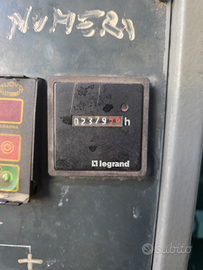 NUMERI
02379 h
legrand
subito